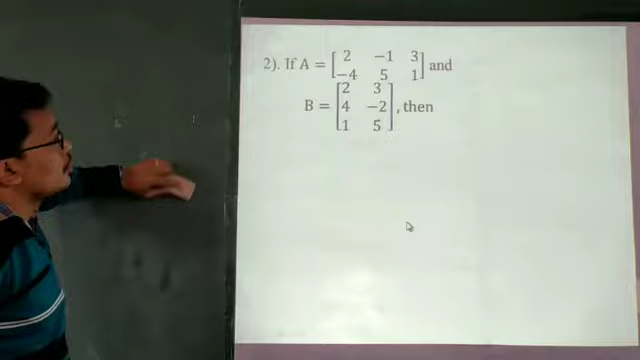 2). If A = [2 −1 3
−4 5 1] and
B = [2 3
4 −2
1 5], then